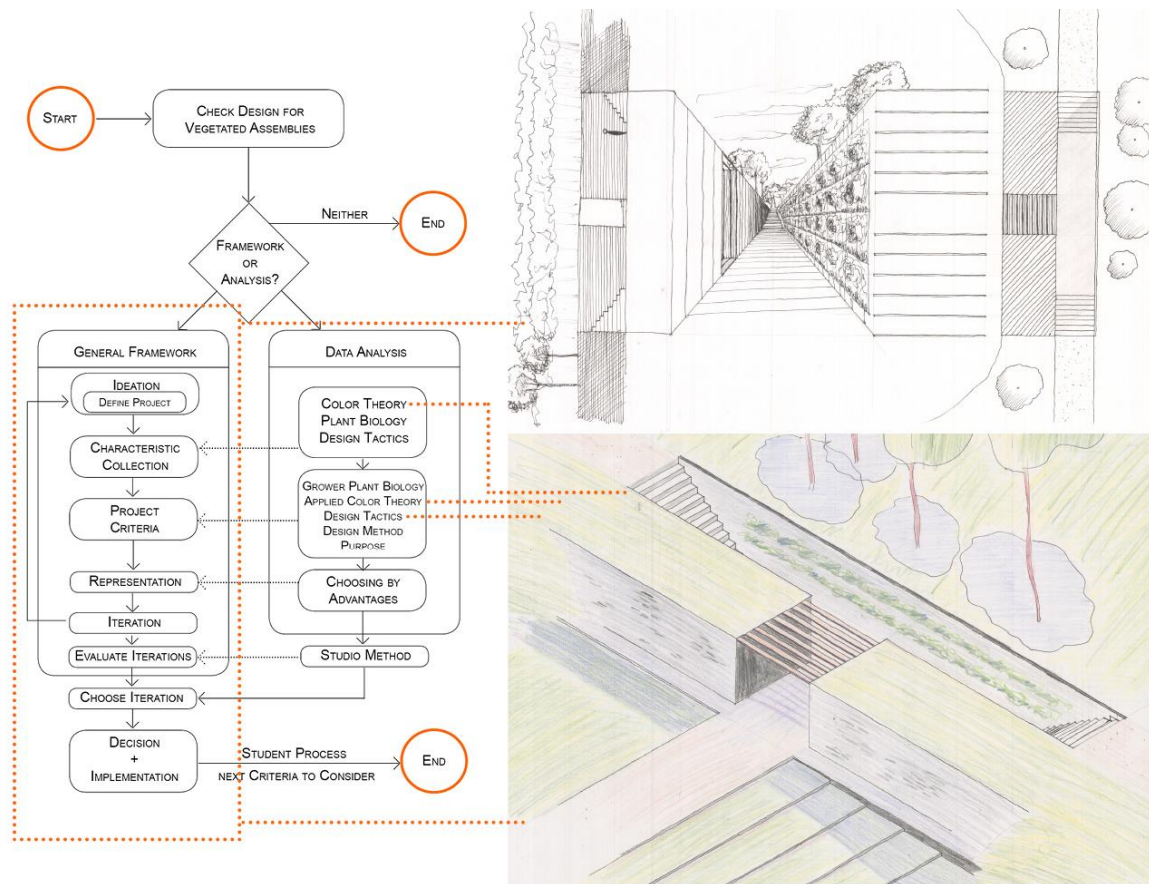 START
CHECK DESIGN FOR
VEGETATED ASSEMBLIES
NEITHER
END
FRAMEWORK
OR
ANALYSIS?
GENERAL FRAMEWORK
IDEATION
DEFINE PROJECT
CHARACTERISTIC
COLLECTION
PROJECT
CRITERIA
REPRESENTATION
ITERATION
EVALUATE ITERATIONS
CHOOSE ITERATION
DECISION
+
IMPLEMENTATION
DATA ANALYSIS
COLOR THEORY
PLANT BIOLOGY
DESIGN TACTICS
GROWER PLANT BIOLOGY
APPLIED COLOR THEORY
DESIGN TACTICS
DESIGN METHOD
PURPOSE
CHOOSING BY
ADVANTAGES
STUDIO METHOD
STUDENT PROCESS
NEXT CRITERIA TO CONSIDER
END